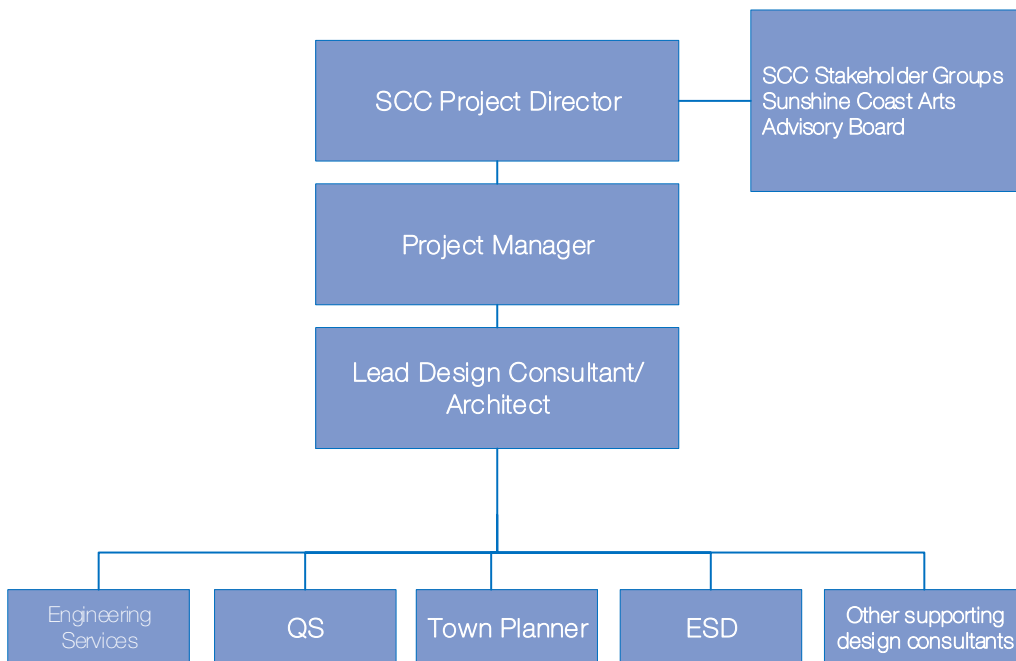 SCC Project Director
SCC Stakeholder Groups
Sunshine Coast Arts
Advisory Board
Project Manager
Lead Design Consultant/
Architect
Engineering
Services
QS
Town Planner
ESD
Other supporting
design consultants